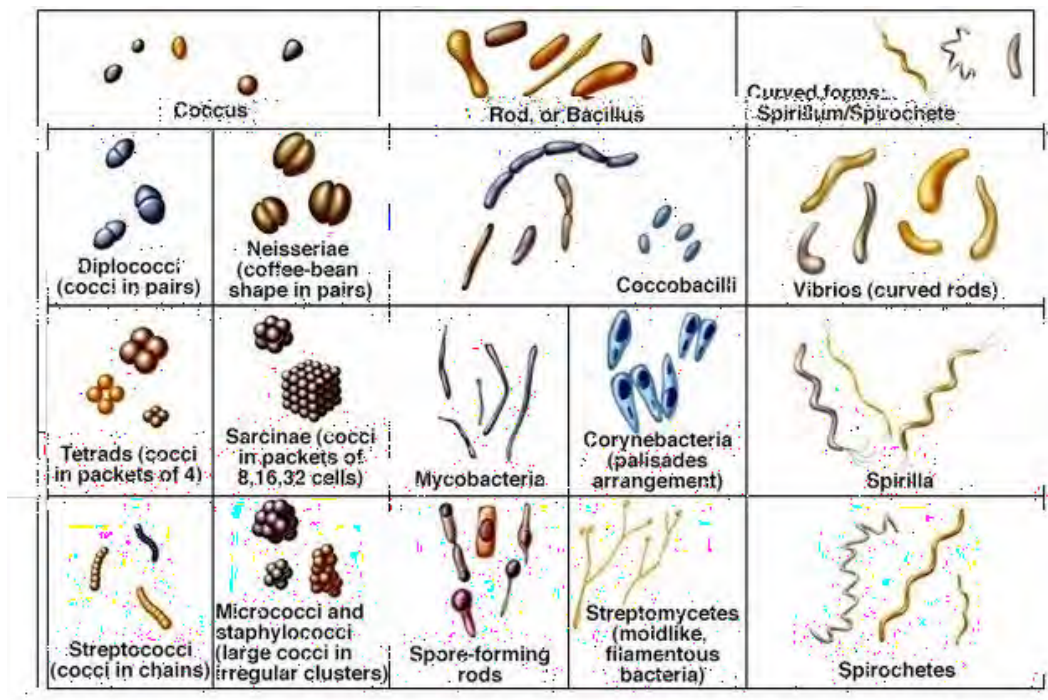 Coccus
Rod, or Bacillus
Curved forms:
Spirillum/Spirochete
Diplococci
(cocci in pairs)
Neisseriae
(coffee-bean
shape in pairs)
Coccobacilli
Vibrios (curved rods)
Tetrads (cocci
in packets of 4)
Sarcinae (cocci
in packets of
8,16,32 cells)
Mycobacteria
Corynebacteria
(palisades
arrangement)
Spirilla
Streptococci
(cocci in chains)
Micrococci and
staphylococci
(large cocci in
irregular clusters)
Spore-forming
rods
Streptomycetes
(moldlike,
filamentous
bacteria)
Spirochetes